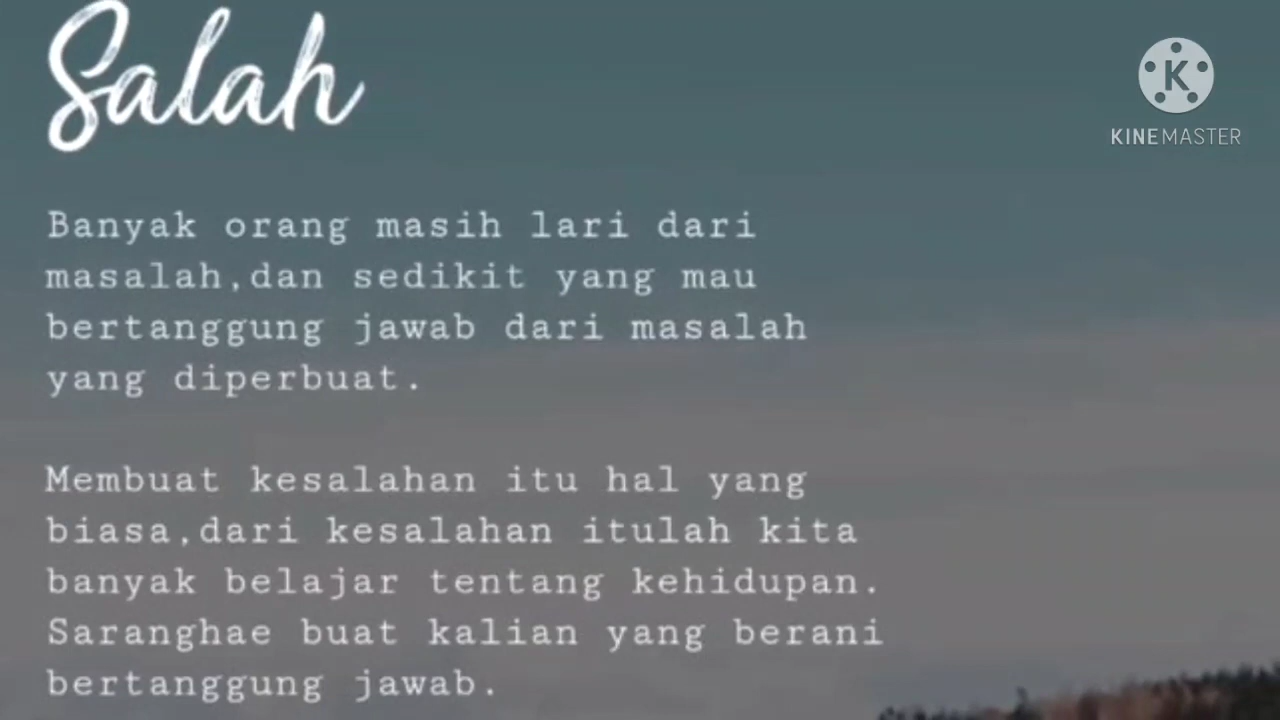 Salah
K
KINEMASTER
Banyak orang masih lari dari
masalah,dan sedikit yang mau
bertanggung jawab dari masalah
yang diperbuat.
Membuat kesalahan itu hal yang
biasa,dari kesalahan itulah kita
banyak belajar tentang kehidupan.
Saranghae buat kalian yang berani
bertanggung jawab.